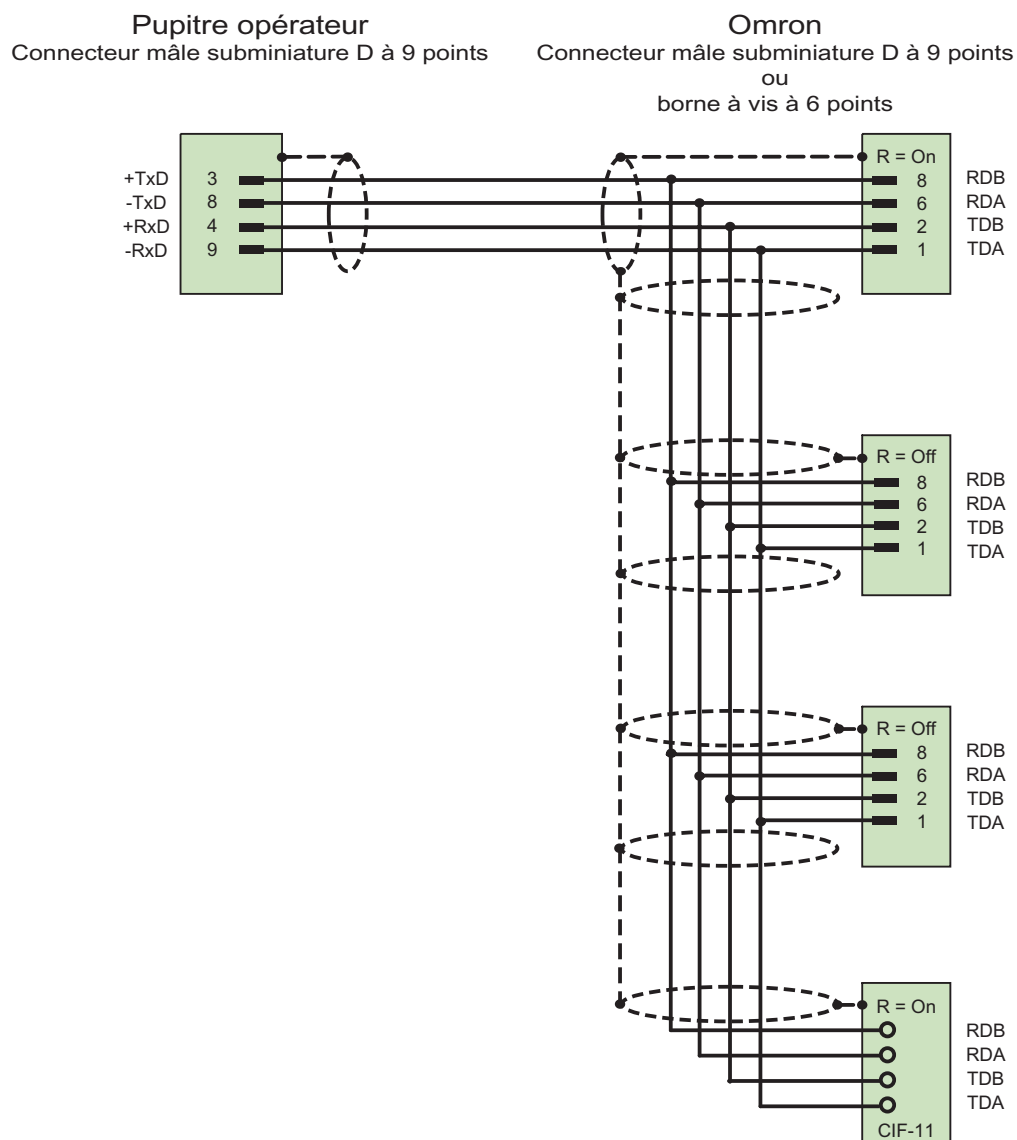 Pupitre opérateur
Connecteur mâle subminiature D à 9 points
Omron
Connecteur mâle subminiature D à 9 points
ou
borne à vis à 6 points
R = On
+TxD 3
-TxD 8
+RxD 4
-RxD 9
8 RDB
6 RDA
2 TDB
1 TDA
R = Off
8 RDB
6 RDA
2 TDB
1 TDA
R = Off
8 RDB
6 RDA
2 TDB
1 TDA
R = On
RDB
RDA
TDB
TDA
CIF-11